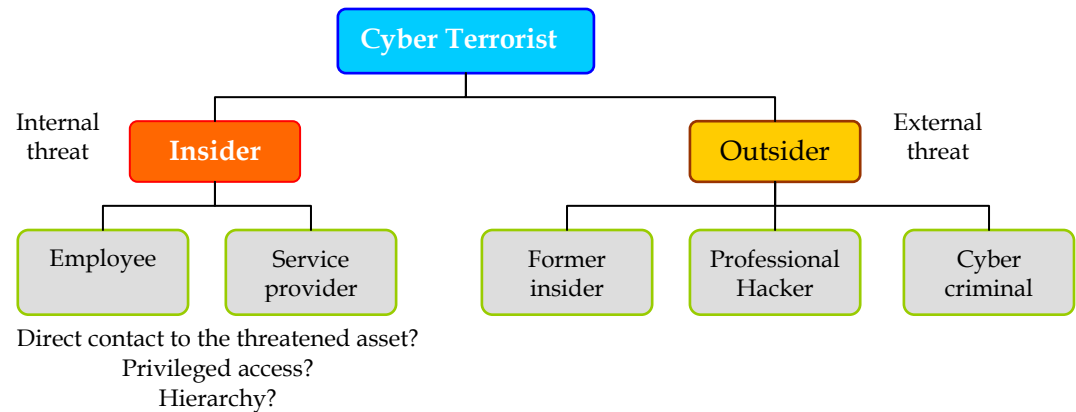 Cyber Terrorist
Internal
threat
Insider
Outsider
External
threat
Employee
Service
provider
Former
insider
Professional
Hacker
Cyber
criminal
Direct contact to the threatened asset?
Privileged access?
Hierarchy?